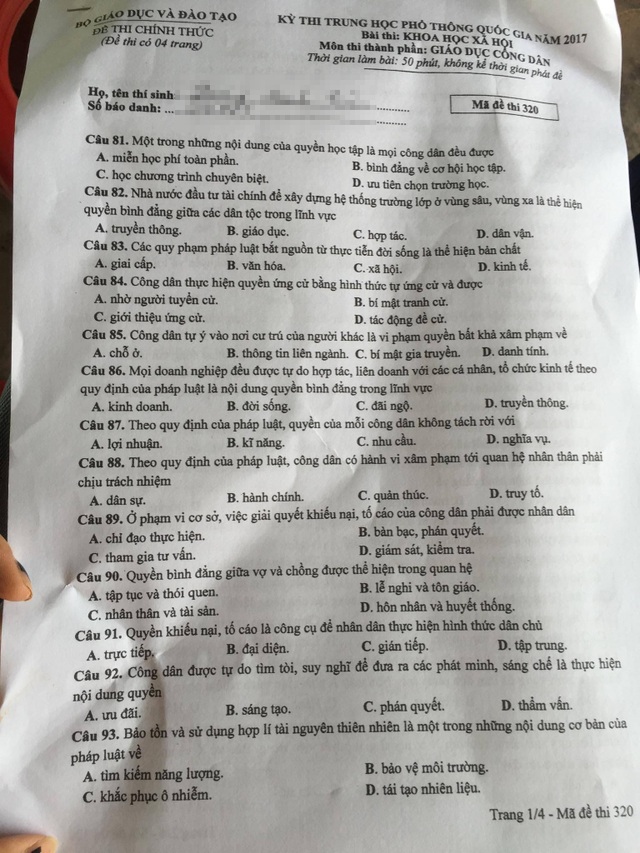 BỘ GIÁO DỤC VÀ ĐÀO TẠO
ĐỀ THI CHÍNH THỨC
(Đề thi có 04 trang)
KỲ THI TRUNG HỌC PHỔ THÔNG QUỐC GIA NĂM 2017
Bài thi: KHOA HỌC XÃ HỘI
Môn thi thành phần: GIÁO DỤC CÔNG DÂN
Thời gian làm bài: 50 phút, không kể thời gian phát đề
Họ, tên thí sinh
Số báo danh: ...
Mã đề thi 320
Câu 81. Một trong những nội dung của quyền học tập là mọi công dân đều được
A. miễn học phí toàn phần. B. bình đẳng về cơ hội học tập.
C. học chương trình chuyên biệt. D. ưu tiên chọn trường học.
Câu 82. Nhà nước đầu tư tài chính để xây dựng hệ thống trường lớp ở vùng sâu, vùng xa là thể hiện
quyền bình đẳng giữa các dân tộc trong lĩnh vực
A. truyền thông. B. giáo dục. C. hợp tác. D. dân vận.
Câu 83. Các quy phạm pháp luật bắt nguồn từ thực tiễn đời sống là thể hiện bản chất
A. giai cấp. B. văn hóa. C. xã hội. D. kinh tế.
Câu 84. Công dân thực hiện quyền ứng cử bằng hình thức tự ứng cử và được
A. nhờ người tuyển cử. B. bí mật tranh cử.
C. giới thiệu ứng cử. D. tác động đề cử.
Câu 85. Công dân tự ý vào nơi cư trú của người khác là vi phạm quyền bất khả xâm phạm về
A. chỗ ở. B. thông tin liên ngành. C. bí mật gia truyền. D. danh tính.
Câu 86. Mọi doanh nghiệp đều được tự do hợp tác, liên doanh với các cá nhân, tổ chức kinh tế theo
quy định của pháp luật là nội dung quyền bình đẳng trong lĩnh vực
A. kinh doanh. B. đời sống. C. đãi ngộ. D. truyền thông.
Câu 87. Theo quy định của pháp luật, quyền của mỗi công dân không tách rời với
A. lợi nhuận. B. kĩ năng. C. nhu cầu. D. nghĩa vụ.
Câu 88. Theo quy định của pháp luật, công dân có hành vi xâm phạm tới quan hệ nhân thân phải
chịu trách nhiệm
A. dân sự. B. hành chính. C. quản thúc. D. truy tố.
Câu 89. Ở phạm vi cơ sở, việc giải quyết khiếu nại, tố cáo của công dân phải được nhân dân
A. chỉ đạo thực hiện. B. bàn bạc, phán quyết.
C. tham gia tư vấn. D. giám sát, kiểm tra.
Câu 90. Quyền bình đẳng giữa vợ và chồng được thể hiện trong quan hệ
A. tập tục và thói quen. B. lễ nghi và tôn giáo.
C. nhân thân và tài sản. D. hôn nhân và huyết thống.
Câu 91. Quyền khiếu nại, tố cáo là công cụ để nhân dân thực hiện hình thức dân chủ
A. trực tiếp. B. đại diện. C. gián tiếp. D. tập trung.
Câu 92. Công dân được tự do tìm tòi, suy nghĩ để đưa ra các phát minh, sáng chế là thực hiện
nội dung quyền
A. ưu đãi. B. sáng tạo. C. phán quyết. D. thẩm vấn.
Câu 93. Bảo tồn và sử dụng hợp lí tài nguyên thiên nhiên là một trong những nội dung cơ bản của
pháp luật về
A. tìm kiếm năng lượng. B. bảo vệ môi trường.
C. khắc phục ô nhiễm. D. tái tạo nhiên liệu.
Trang 1/4 - Mã đề thi 320